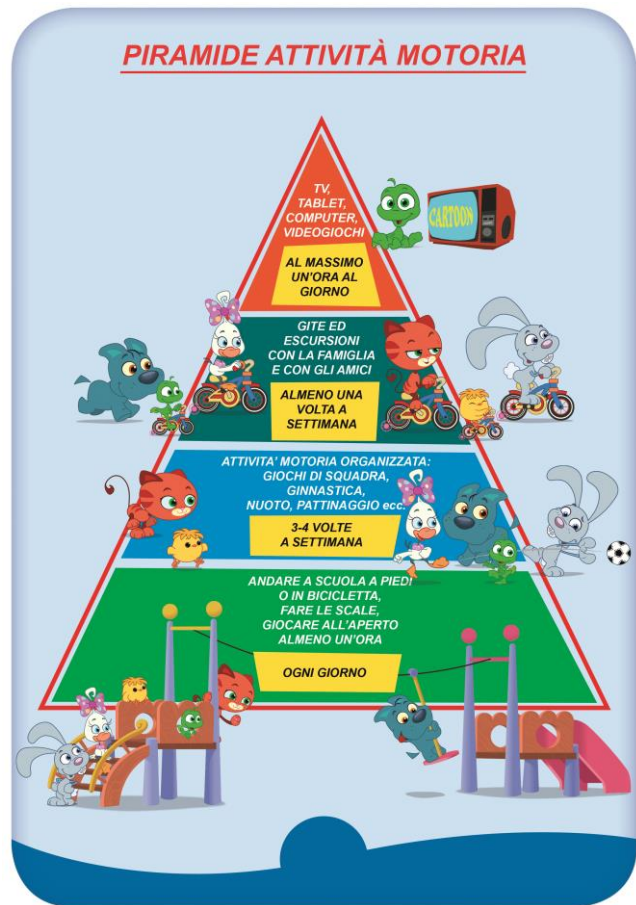 PIRAMIDE ATTIVITÀ MOTORIA
TV,
TABLET,
COMPUTER,
VIDEOGIOCHI
CARTOON
AL MASSIMO
UN'ORA AL
GIORNO
GITE ED
ESCURSIONI
CON LA FAMIGLIA
E CON GLI AMICI
ALMENO UNA
VOLTA A
SETTIMANA
ATTIVITA' MOTORIA ORGANIZZATA:
GIOCHI DI SQUADRA,
GINNASTICA,
NUOTO, PATTINAGGIO ecc.
3-4 VOLTE
A SETTIMANA
ANDARE A SCUOLA A PIEDI
O IN BICICLETTA,
FARE LE SCALE,
GIOCARE ALL'APERTO
ALMENO UN'ORA
OGNI GIORNO